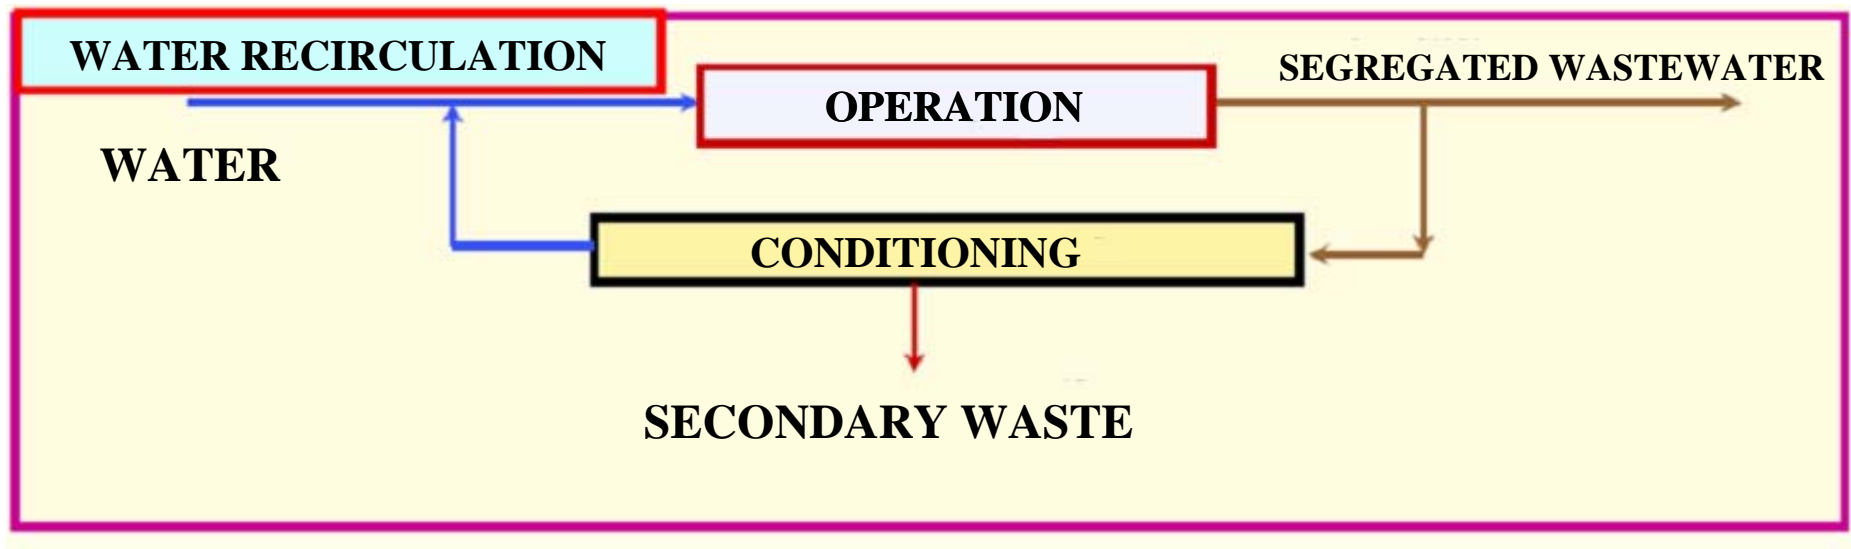 WATER RECIRCULATION
SEGREGATED WASTEWATER
OPERATION
WATER
CONDITIONING
SECONDARY WASTE